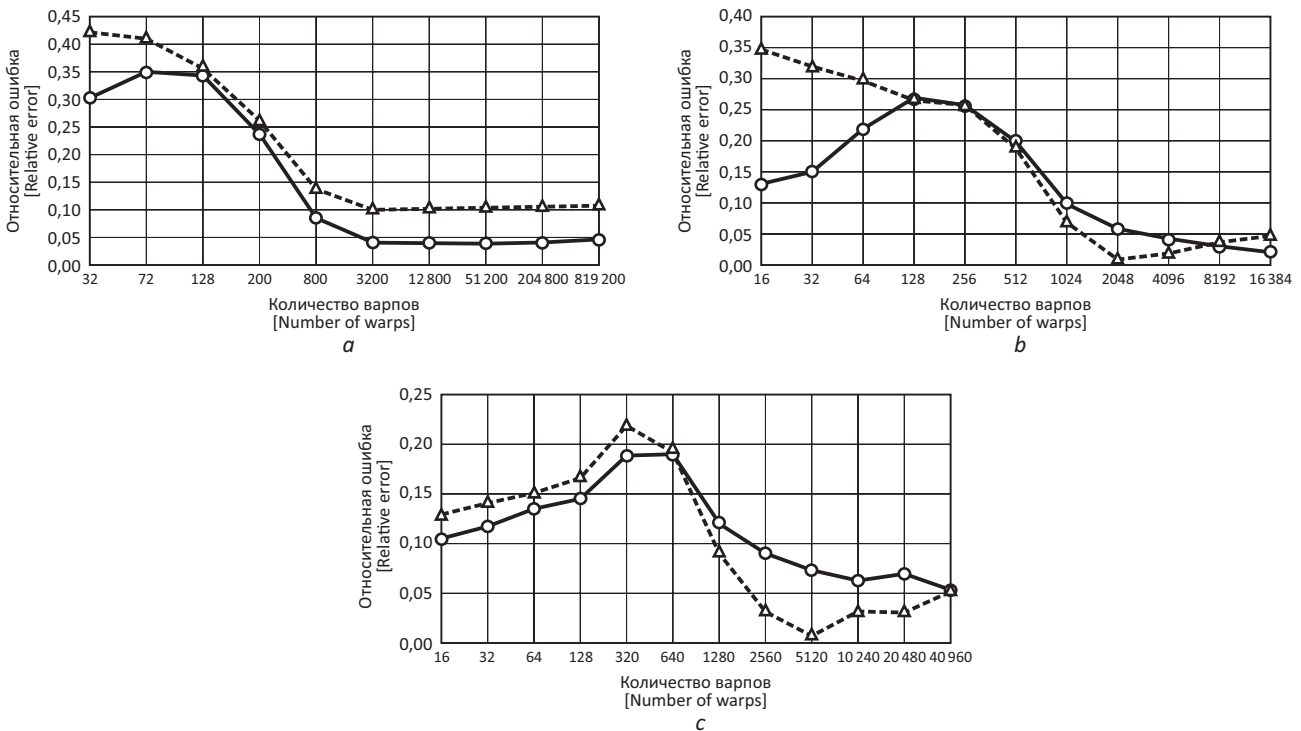 Относительная ошибка
[Relative error]
0,45
0,40
0,35
0,30
0,25
0,20
0,15
0,10
0,05
0,00
32 72 128 200 800 3200 12 800 51 200 204 800 819 200
Количество варпов
[Number of warps]
a
Относительная ошибка
[Relative error]
0,40
0,35
0,30
0,25
0,20
0,15
0,10
0,05
0,00
16 32 64 128 256 512 1024 2048 4096 8192 16 384
Количество варпов
[Number of warps]
b
Относительная ошибка
[Relative error]
0,25
0,20
0,15
0,10
0,05
0,00
16 32 64 128 320 640 1280 2560 5120 10 240 20 480 40 960
Количество варпов
[Number of warps]
c